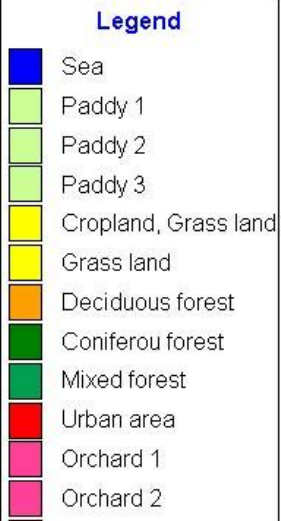 Legend
Sea
Paddy 1
Paddy 2
Paddy 3
Cropland, Grass land
Grass land
Deciduous forest
Coniferou forest
Mixed forest
Urban area
Orchard 1
Orchard 2